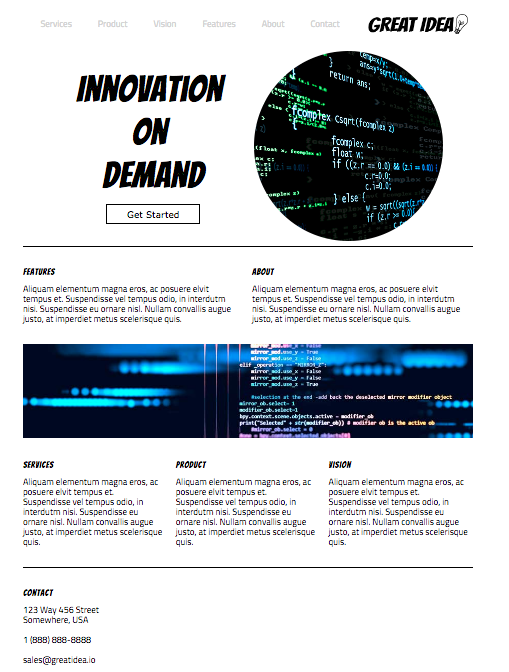 Services Product Vision Features About Contact GREAT IDEA
INNOVATION
ON
DEMAND
Get Started
return ans;
fcomplex Csqrt(fcomplex z)
{
fcomplex c;
float w;
if ((z.r == 0.0) && (z.i == 0.0))
c.r=0.0;
c.i=0.0;
} else {
FEATURES
Aliquam elementum magna eros, ac posuere elvit
tempus et. Suspendisse vel tempus odio, in interdutm
nisi. Suspendisse eu ornare nisl. Nullam convallis augue
justo, at imperdiet metus scelerisque quis.
ABOUT
Aliquam elementum magna eros, ac posuere elvit
tempus et. Suspendisse vel tempus odio, in interdutm
nisi. Suspendisse eu ornare nisl. Nullam convallis augue
justo, at imperdiet metus scelerisque quis.
mirror_mod.use_x = False
mirror_mod.use_y = True
mirror_mod.use_z = False
elif _operation == "MIRROR_Z":
mirror_mod.use_x = False
mirror_mod.use_y = False
mirror_mod.use_z = True
#selection at the end -add back the deselected mirror modifier object
mirror_ob.select= 1
modifier_ob.select=1
bpy.context.scene.objects.active = modifier_ob
print("Selected" + str(modifier_ob)) # modifier ob is the active ob
#mirror_ob.select = 0
SERVICES
Aliquam elementum magna eros, ac
posuere elvit tempus et.
Suspendisse vel tempus odio, in
interdutm nisi. Suspendisse eu
ornare nisl. Nullam convallis augue
justo, at imperdiet metus scelerisque
quis.
PRODUCT
Aliquam elementum magna eros, ac
posuere elvit tempus et.
Suspendisse vel tempus odio, in
interdutm nisi. Suspendisse eu
ornare nisl. Nullam convallis augue
justo, at imperdiet metus scelerisque
quis.
VISION
Aliquam elementum magna eros, ac
posuere elvit tempus et.
Suspendisse vel tempus odio, in
interdutm nisi. Suspendisse eu
ornare nisl. Nullam convallis augue
justo, at imperdiet metus scelerisque
quis.
CONTACT
123 Way 456 Street
Somewhere, USA
1 (888) 888-8888
sales@greatidea.io